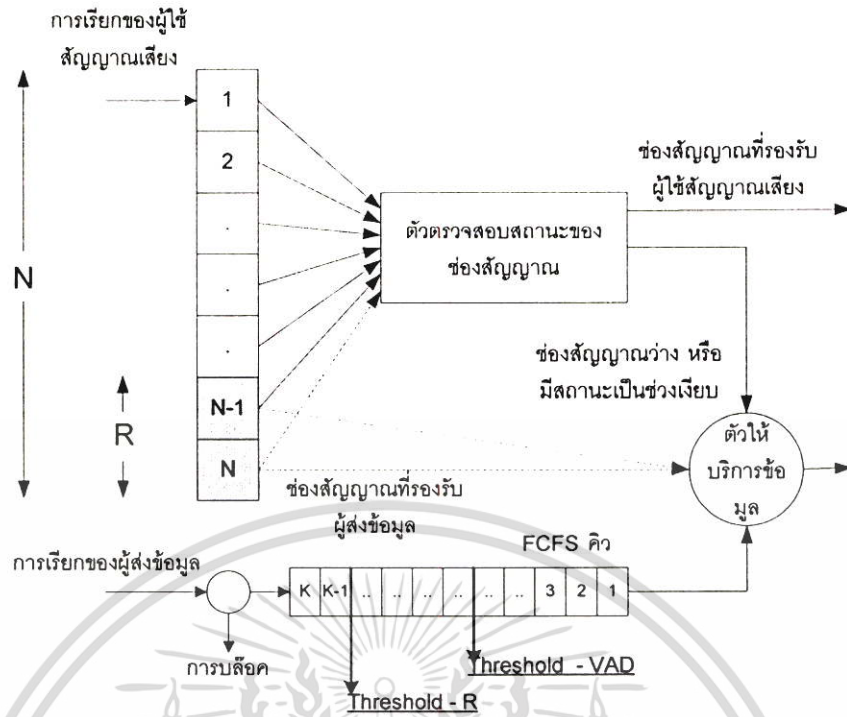 การเรียกของผู้ใช้
สัญญาณเสียง
1
2
.
.
.
N-1
N
N
R
ตัวตรวจสอบสถานะของ
ช่องสัญญาณ
ช่องสัญญาณที่รองรับ
ผู้ใช้สัญญาณเสียง
ช่องสัญญาณว่าง หรือ
มีสถานะเป็นช่วงเงียบ
ตัวให้
บริการข้อ
มูล
ช่องสัญญาณที่รองรับ
ผู้ส่งข้อมูล
FCFS คิว
การเรียกของผู้ส่งข้อมูล
K K-1 .. .. .. .. .. .. 3 2 1
การบล๊อค
Threshold - VAD
Threshold - R